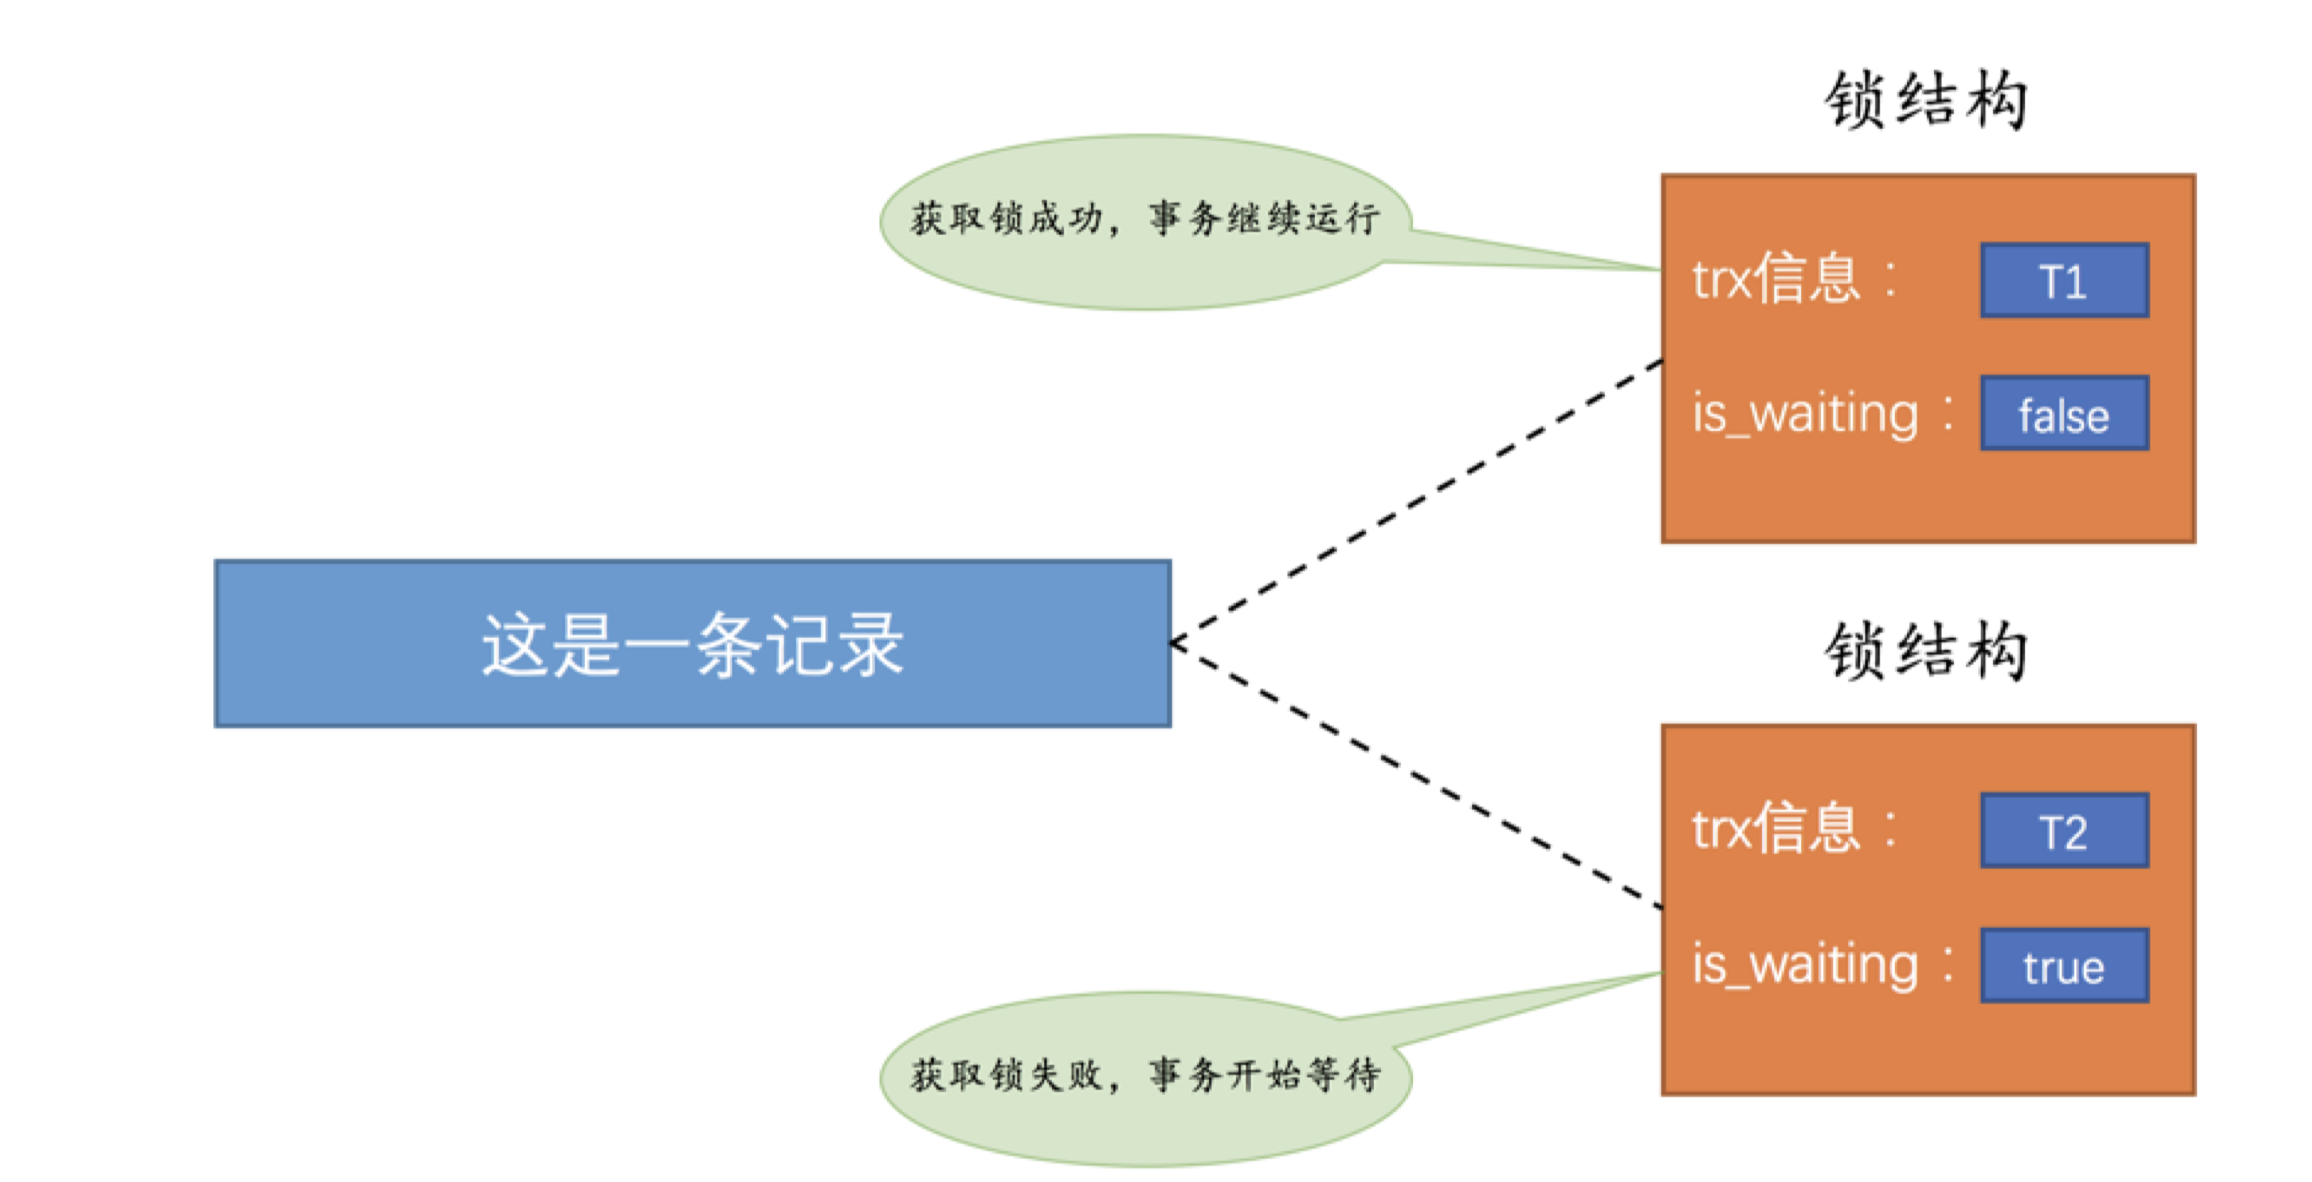 锁结构
获取锁成功，事务继续运行
trx信息： T1
is_waiting： false
这是一条记录
锁结构
trx信息： T2
is_waiting： true
获取锁失败，事务开始等待